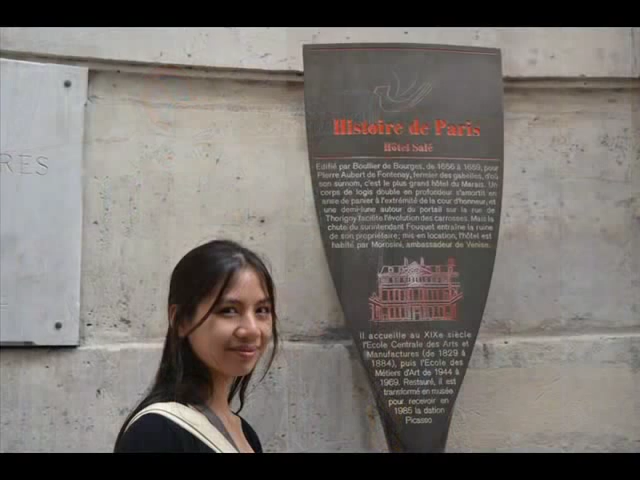 RES
Histoire de Paris
Hôtel Salé
Edifié par Boullier de Bourges, de 1656 à 1659, pour
Pierre Aubert de Fontenay, fermier des gabelles, d'où
son surnom, c'est le plus grand hôtel du Marais. Un
corps de logis double en profondeur s'amortit en
anse de panier à l'extrémité de la cour d'honneur, et
une demi-lune autour du portail sur la rue de
Thorigny facilite l'évolution des carrosses. Mais la
chute du surintendant Fouquet entraîne la ruine
de son propriétaire; mis en location, l'hôtel est
habité, par Morosini, ambassadeur de Venise.
Il accueille au XIXe siècle
l'Ecole Centrale des Arts et
Manufactures (de 1829 à
1884), puis l'Ecole des
Métiers d'Art de 1944 à
1969. Restauré, il est
transformé en musée
pour recevoir en
1985 la dation
Picasso